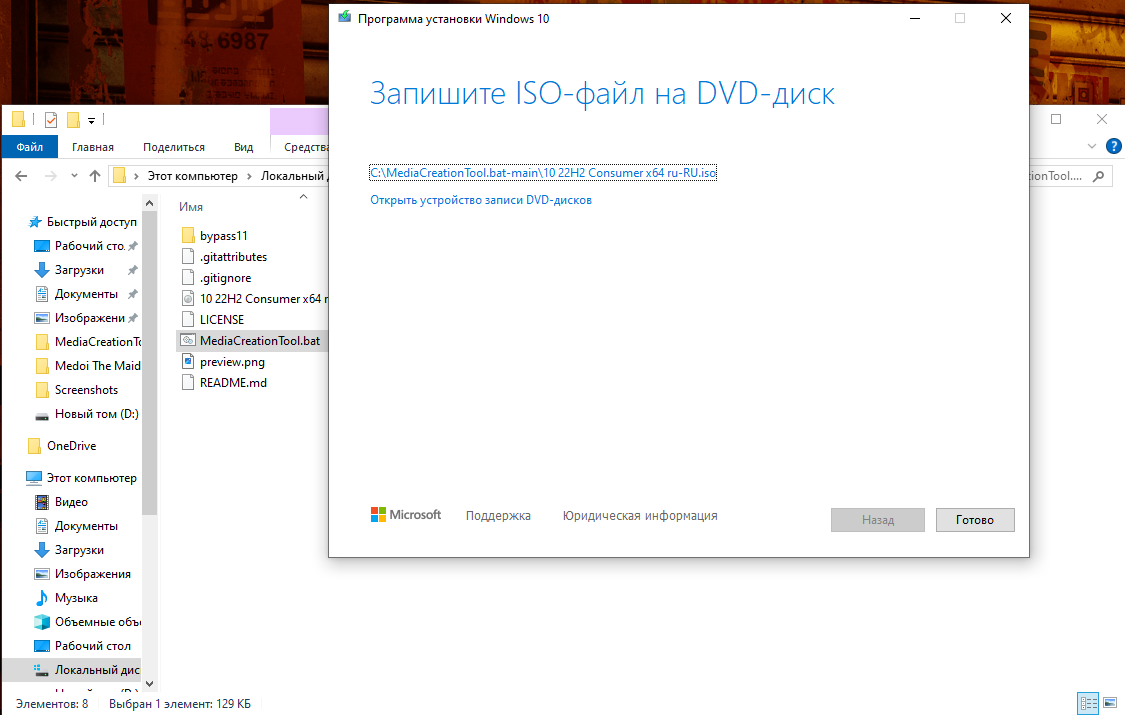 48 6987
Программа установки Windows 10
Запишите ISO-файл на DVD-диск
C:\MediaCreationTool.bat-main\10 22H2 Consumer x64 ru-RU.iso
Открыть устройство записи DVD-дисков
Microsoft
Поддержка
Юридическая информация
Назад
Готово
Файл
Главная
Поделиться
Вид
Средства
Этот компьютер
Локальный
ionTool....
Быстрый доступ
Рабочий сто.
Загрузки
Документы
Изображени
MediaCreationTo
Medoi The Maid
Screenshots
Новый том (D:)
OneDrive
Этот компьютер
Видео
Документы
Загрузки
Изображения
Музыка
Объемные объ
Рабочий стол
Локальный дис
Имя
bypass11
.gitattributes
.gitignore
10 22H2 Consumer x64 r
LICENSE
MediaCreationTool.bat
preview.png
README.md
Элементов: 8
Выбран 1 элемент: 129 КБ